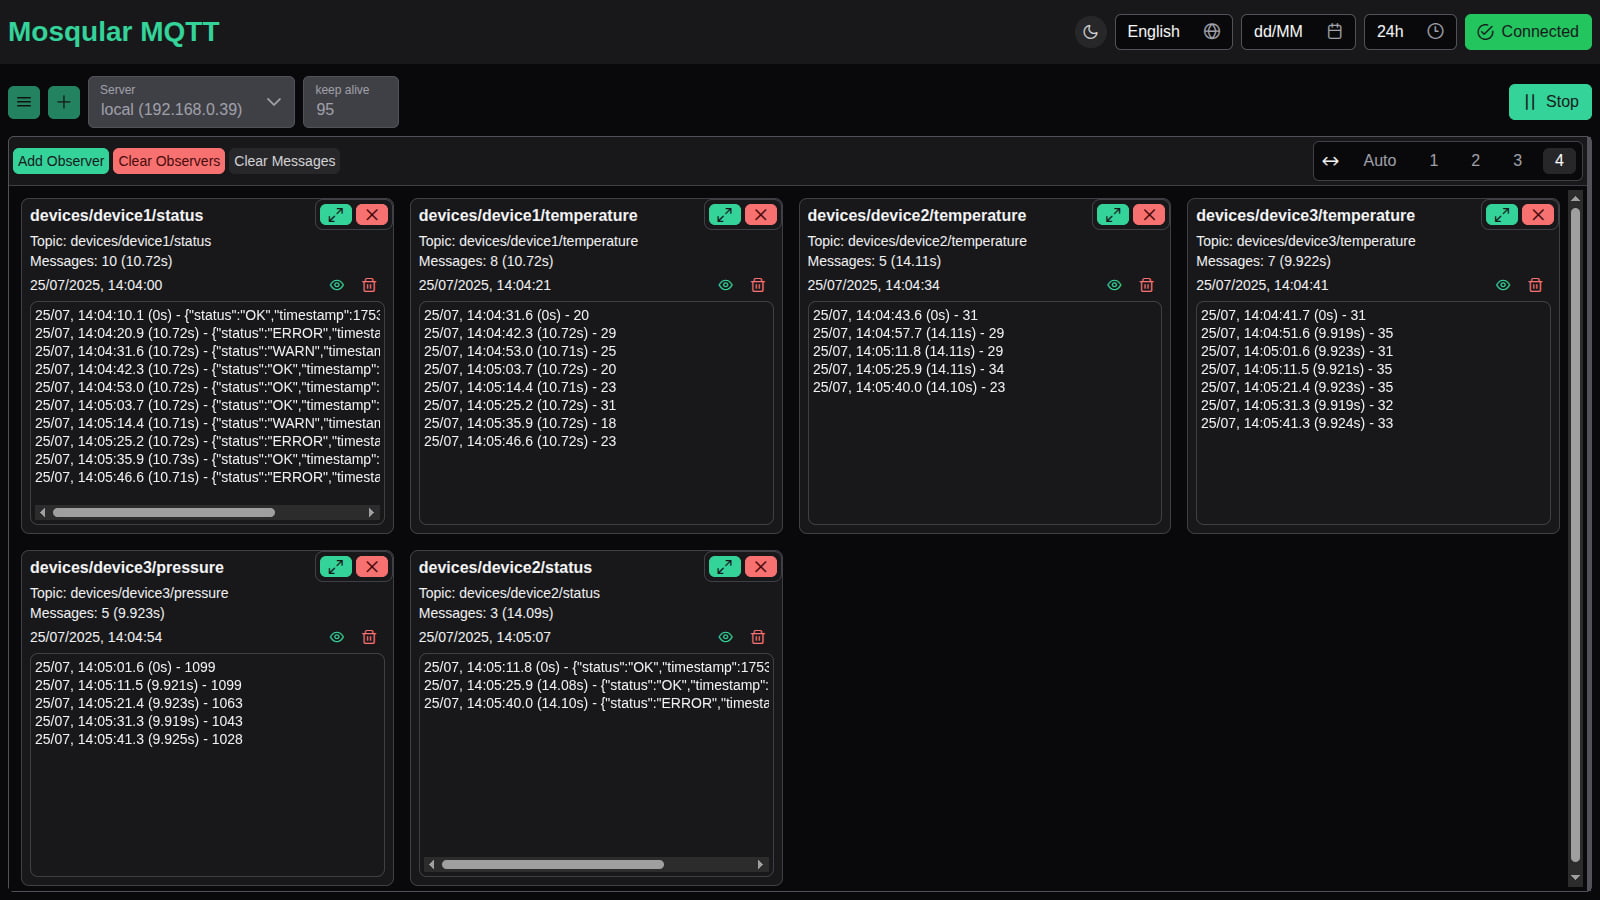 Mosqular MQTT
English
dd/MM
24h
Connected
Server
local (192.168.0.39)
keep alive
95
Stop
Add Observer
Clear Observers
Clear Messages
Auto
1
2
3
4
devices/device1/status
Topic: devices/device1/status
Messages: 10 (10.72s)
25/07/2025, 14:04:00
25/07, 14:04:10.1 (0s) - {"status":"OK","timestamp":1753
25/07, 14:04:20.9 (10.72s) - {"status":"ERROR","timesta
25/07, 14:04:31.6 (10.72s) - {"status":"WARN","timestan
25/07, 14:04:42.3 (10.72s) - {"status":"OK","timestamp":
25/07, 14:04:53.0 (10.72s) - {"status":"OK","timestamp":
25/07, 14:05:03.7 (10.72s) - {"status":"OK","timestamp":
25/07, 14:05:14.4 (10.71s) - {"status":"WARN","timestan
25/07, 14:05:25.2 (10.72s) - {"status":"ERROR","timesta
25/07, 14:05:35.9 (10.73s) - {"status":"OK","timestamp":
25/07, 14:05:46.6 (10.71s) - {"status":"ERROR","timesta
devices/device1/temperature
Topic: devices/device1/temperature
Messages: 8 (10.72s)
25/07/2025, 14:04:21
25/07, 14:04:31.6 (0s) - 20
25/07, 14:04:42.3 (10.72s) - 29
25/07, 14:04:53.0 (10.71s) - 25
25/07, 14:05:03.7 (10.72s) - 20
25/07, 14:05:14.4 (10.71s) - 23
25/07, 14:05:25.2 (10.72s) - 31
25/07, 14:05:35.9 (10.72s) - 18
25/07, 14:05:46.6 (10.72s) - 23
devices/device2/temperature
Topic: devices/device2/temperature
Messages: 5 (14.11s)
25/07/2025, 14:04:34
25/07, 14:04:43.6 (0s) - 31
25/07, 14:04:57.7 (14.11s) - 29
25/07, 14:05:11.8 (14.11s) - 29
25/07, 14:05:25.9 (14.11s) - 34
25/07, 14:05:40.0 (14.10s) - 23
devices/device3/temperature
Topic: devices/device3/temperature
Messages: 7 (9.922s)
25/07/2025, 14:04:41
25/07, 14:04:41.7 (0s) - 31
25/07, 14:04:51.6 (9.919s) - 35
25/07, 14:05:01.6 (9.923s) - 31
25/07, 14:05:11.5 (9.921s) - 35
25/07, 14:05:21.4 (9.923s) - 35
25/07, 14:05:31.3 (9.919s) - 32
25/07, 14:05:41.3 (9.924s) - 33
devices/device3/pressure
Topic: devices/device3/pressure
Messages: 5 (9.923s)
25/07/2025, 14:04:54
25/07, 14:05:01.6 (0s) - 1099
25/07, 14:05:11.5 (9.921s) - 1099
25/07, 14:05:21.4 (9.923s) - 1063
25/07, 14:05:31.3 (9.919s) - 1043
25/07, 14:05:41.3 (9.925s) - 1028
devices/device2/status
Topic: devices/device2/status
Messages: 3 (14.09s)
25/07/2025, 14:05:07
25/07, 14:05:11.8 (0s) - {"status":"OK","timestamp":1753
25/07, 14:05:25.9 (14.08s) - {"status":"OK","timestamp":
25/07, 14:05:40.0 (14.10s) - {"status":"ERROR","timesta